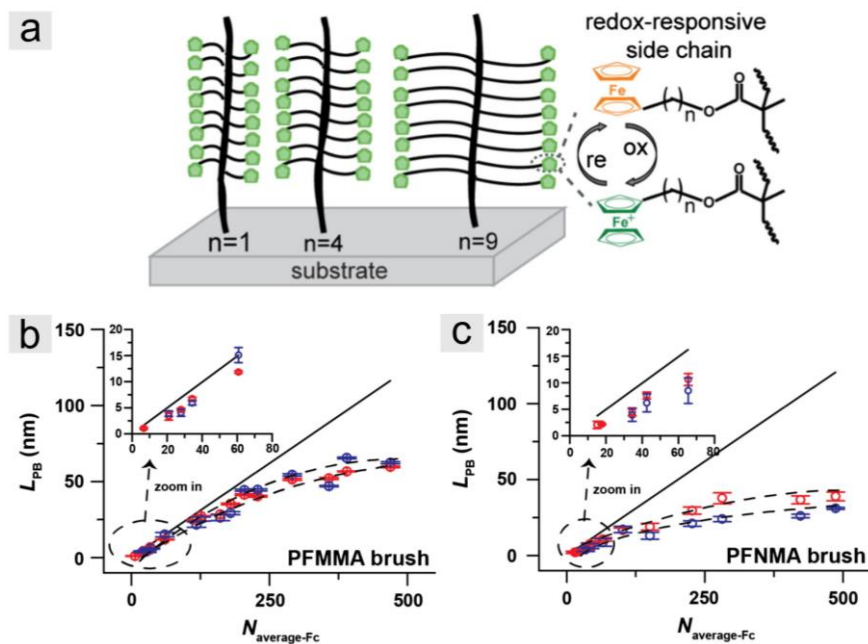 a
redox-responsive
side chain
Fe
n
O
O
re
ox
Fe+
n
O
O
n=1
n=4
n=9
substrate
b
150
100
50
0
LPB (nm)
20
15
10
5
0
0 20 40 60 80
zoom in
PFMMA brush
0 250 500
Naverage-Fc
c
150
100
50
0
LPB (nm)
20
15
10
5
0
0 20 40 60 80
zoom in
PFNMA brush
0 250 500
Naverage-Fc